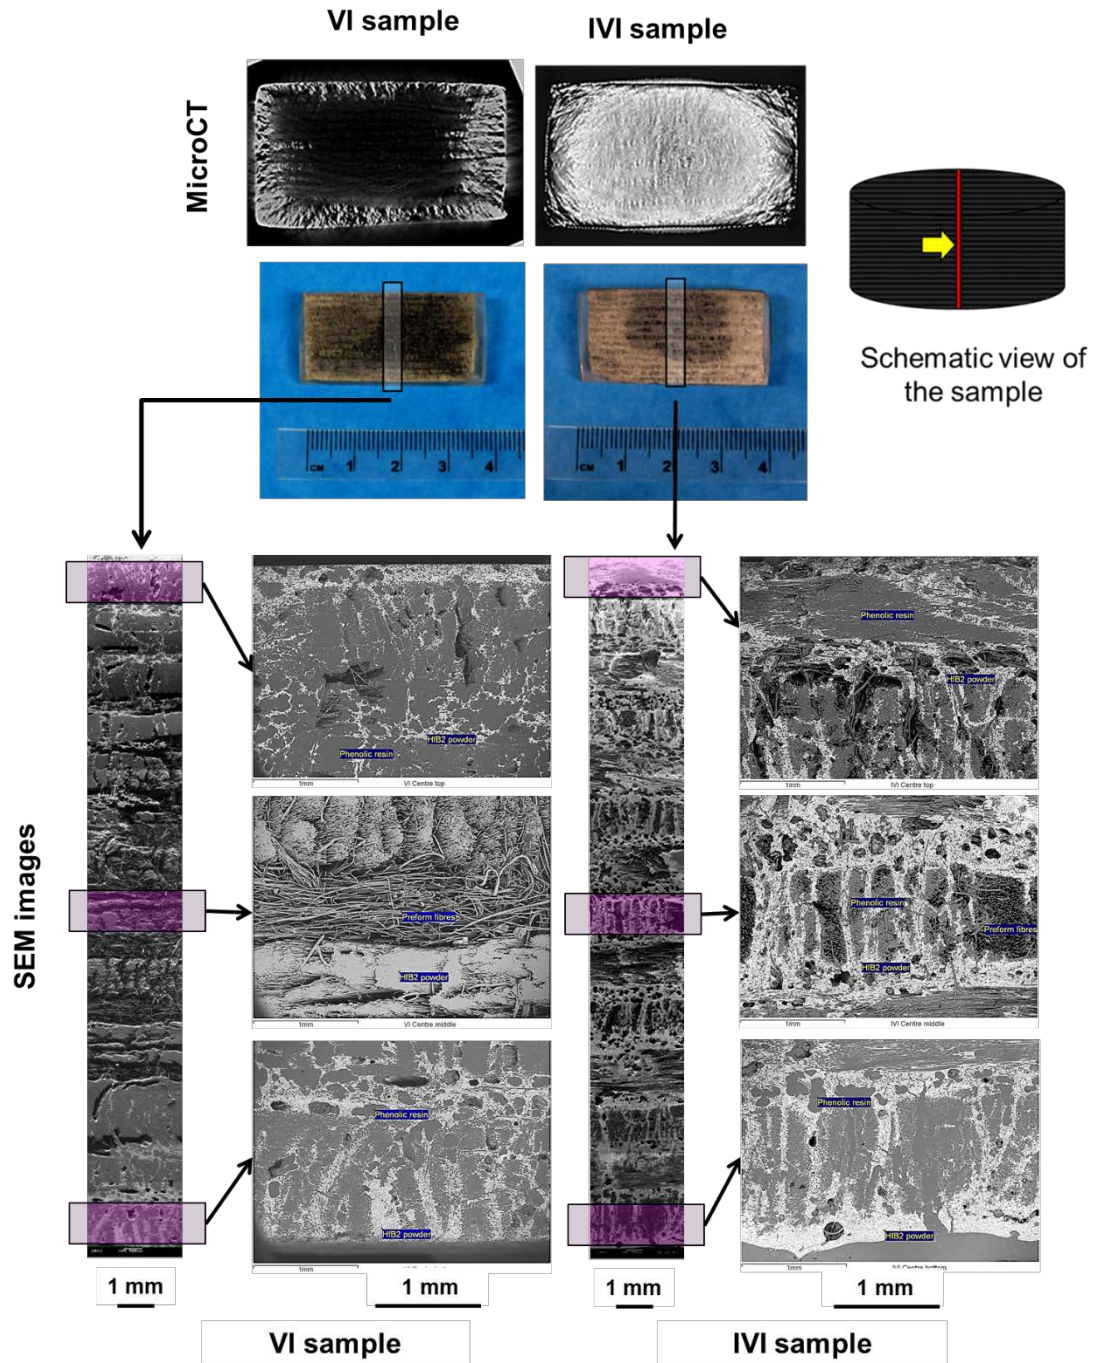 VI sample
IVI sample
MicroCT
Schematic view of
the sample
CM 1 2 3 4
CM 1 2 3 4
SEM images
Phenolic resin
HfB2 powder
1mm
VI Centre top
Phenolic resin
HfB2 powder
1mm
IVI Centre top
Preform fibres
HfB2 powder
1mm
VI Centre middle
Phenolic resin
Preform fibres
HfB2 powder
1mm
IVI Centre middle
Phenolic resin
HfB2 powder
1mm
Phenolic resin
HfB2 powder
1mm
IVI Centre bottom
1 mm
1 mm
1 mm
1 mm
VI sample
IVI sample